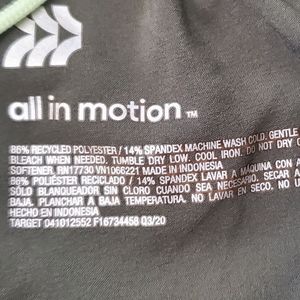 all in motion™
86% RECYCLED POLYESTER / 14% SPANDEX MACHINE WASH COLD. GENTLE
BLEACH WHEN NEEDED. TUMBLE DRY LOW. COOL IRON. DO NOT DRY
SOFTENER. RN17730 VN1066221 MADE IN INDONESIA
86% POLIÉSTER RECICLADO / 14% SPANDEX LAVAR A MÁQUINA CON A
SÓLO BLANQUEADOR SIN CLORO CUANDO SEA NECESARIO. SECAR A
BAJA. PLANCHAR A BAJA TEMPERATURA. NO LAVAR EN SECO, NO
HECHO EN INDONESIA
TARGET 041012552 F16734458 Q3/20